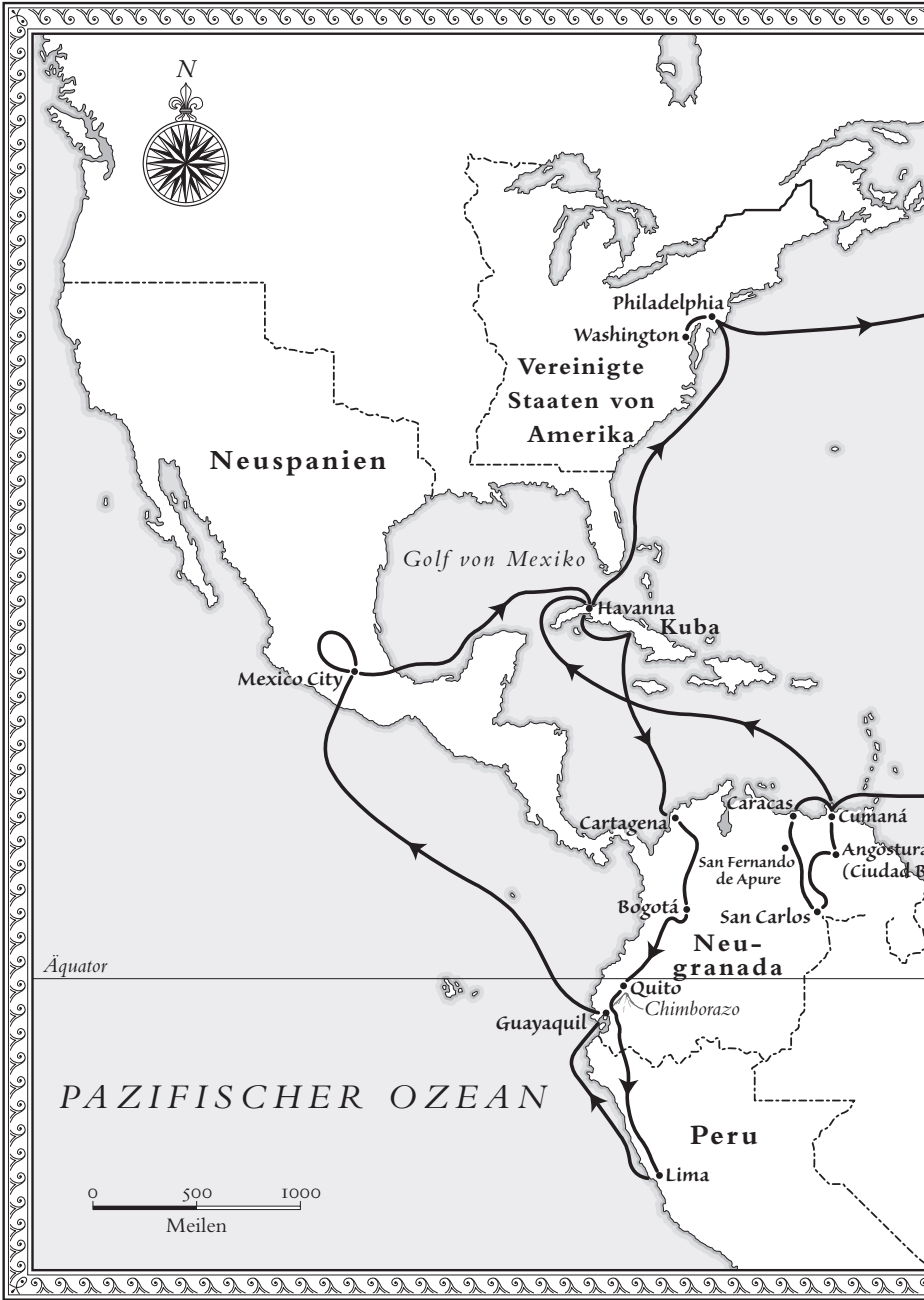 N
Philadelphia
Washington
Vereinigte
Staaten von
Amerika
Neuspanien
Golf von Mexiko
Havanna
Kuba
Mexico City
Caracas
Cumaná
Cartagena
Angostura
(Ciudad B
San Fernando
de Apure
Bogotá
San Carlos
Neu-
granada
Äquator
Quito
Chimborazo
Guayaquil
PAZIFISCHER OZEAN
Peru
Lima
0 500 1000
Meilen